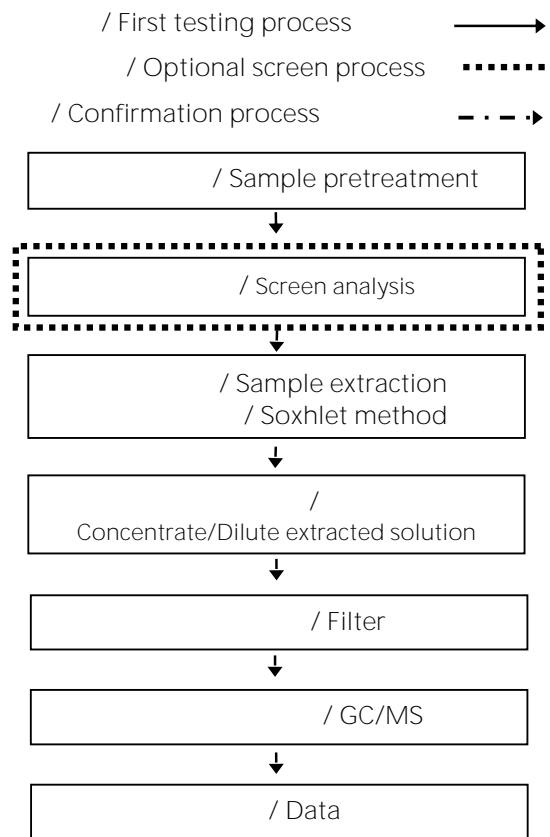 / First testing process
/ Optional screen process
/ Confirmation process
/ Sample pretreatment
/ Screen analysis
/ Sample extraction
/ Soxhlet method
/
Concentrate/Dilute extracted solution
/ Filter
/ GC/MS
/ Data